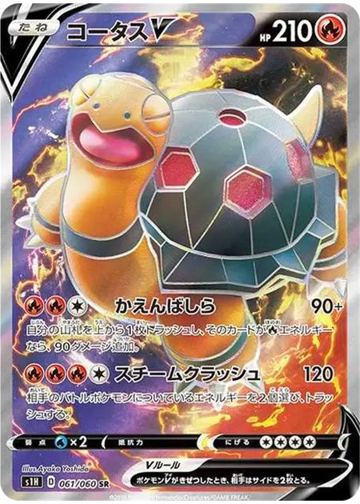 たね コータスV HP 210
かえんばしら 90+
自分の山札を上から1枚トラッシュし、そのカードが エネルギー
なら、90ダメージ追加。
スチームクラッシュ 120
相手のバトルポケモンについているエネルギーを2個選び、トラッ
シュする。
弱点 ×2 抵抗力 にげる
Illus. Ayaka Yoshida
Vルール
s1H D 061/060 SR ポケモンVがきぜつしたとき、相手はサイドを2枚とる。